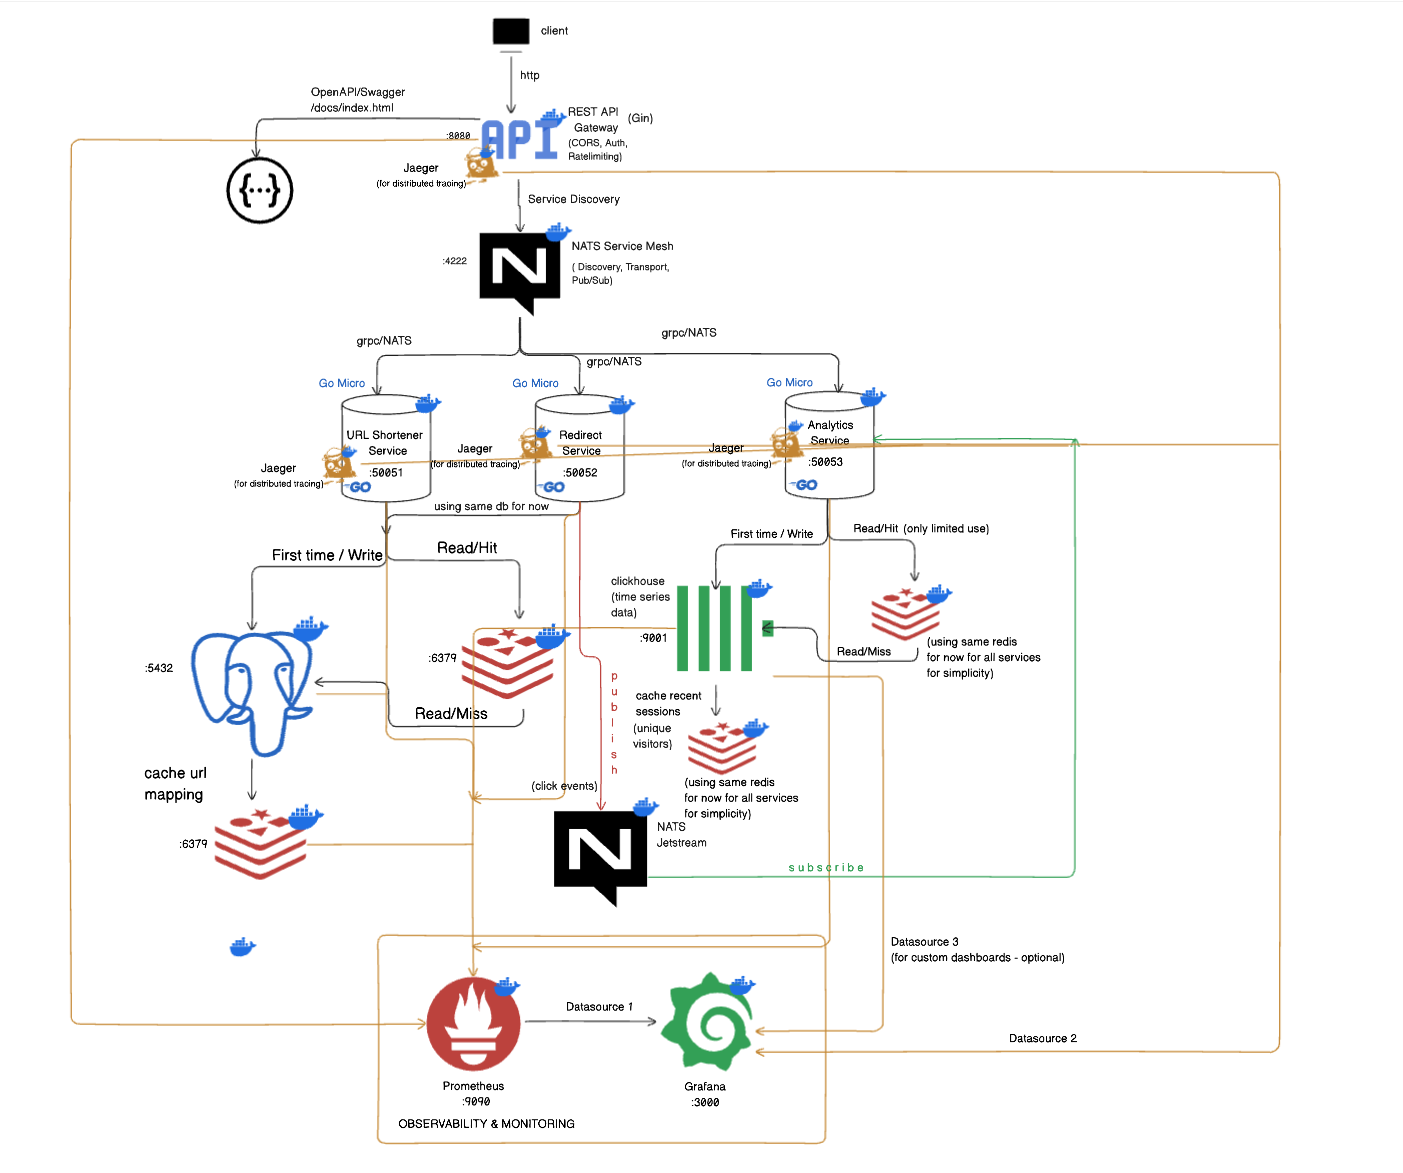 client
http
OpenAPI/Swagger
/docs/index.html
REST API
Gateway
(Gin)
(CORS, Auth,
Ratelimiting)
:8080
API
Jaeger
(for distributed tracing)
{···}
Service Discovery
N
NATS Service Mesh
:4222
( Discovery, Transport,
Pub/Sub)
grpc/NATS
grpc/NATS
grpc/NATS
Go Micro
Go Micro
Go Micro
URL Shortener
Service
:50051
GO
Jaeger
(for distributed tracing)
Redirect
Service
:50052
GO
Jaeger
(for distributed tracing)
Analytics
Service
:50053
GO
Jaeger
(for distributed tracing)
using same db for now
First time / Write
Read/Hit
First time / Write
Read/Hit (only limited use)
clickhouse
(time series
data)
:9001
:5432
:6379
Read/Miss
Read/Miss
(using same redis
for now for all services
for simplicity)
publish
cache recent
sessions
(unique
visitors)
cache url
mapping
:6379
(click events)
(using same redis
for now for all services
for simplicity)
N
NATS
Jetstream
subscribe
Datasource 3
(for custom dashboards - optional)
Datasource 1
Datasource 2
Prometheus
:9090
Grafana
:3000
OBSERVABILITY & MONITORING